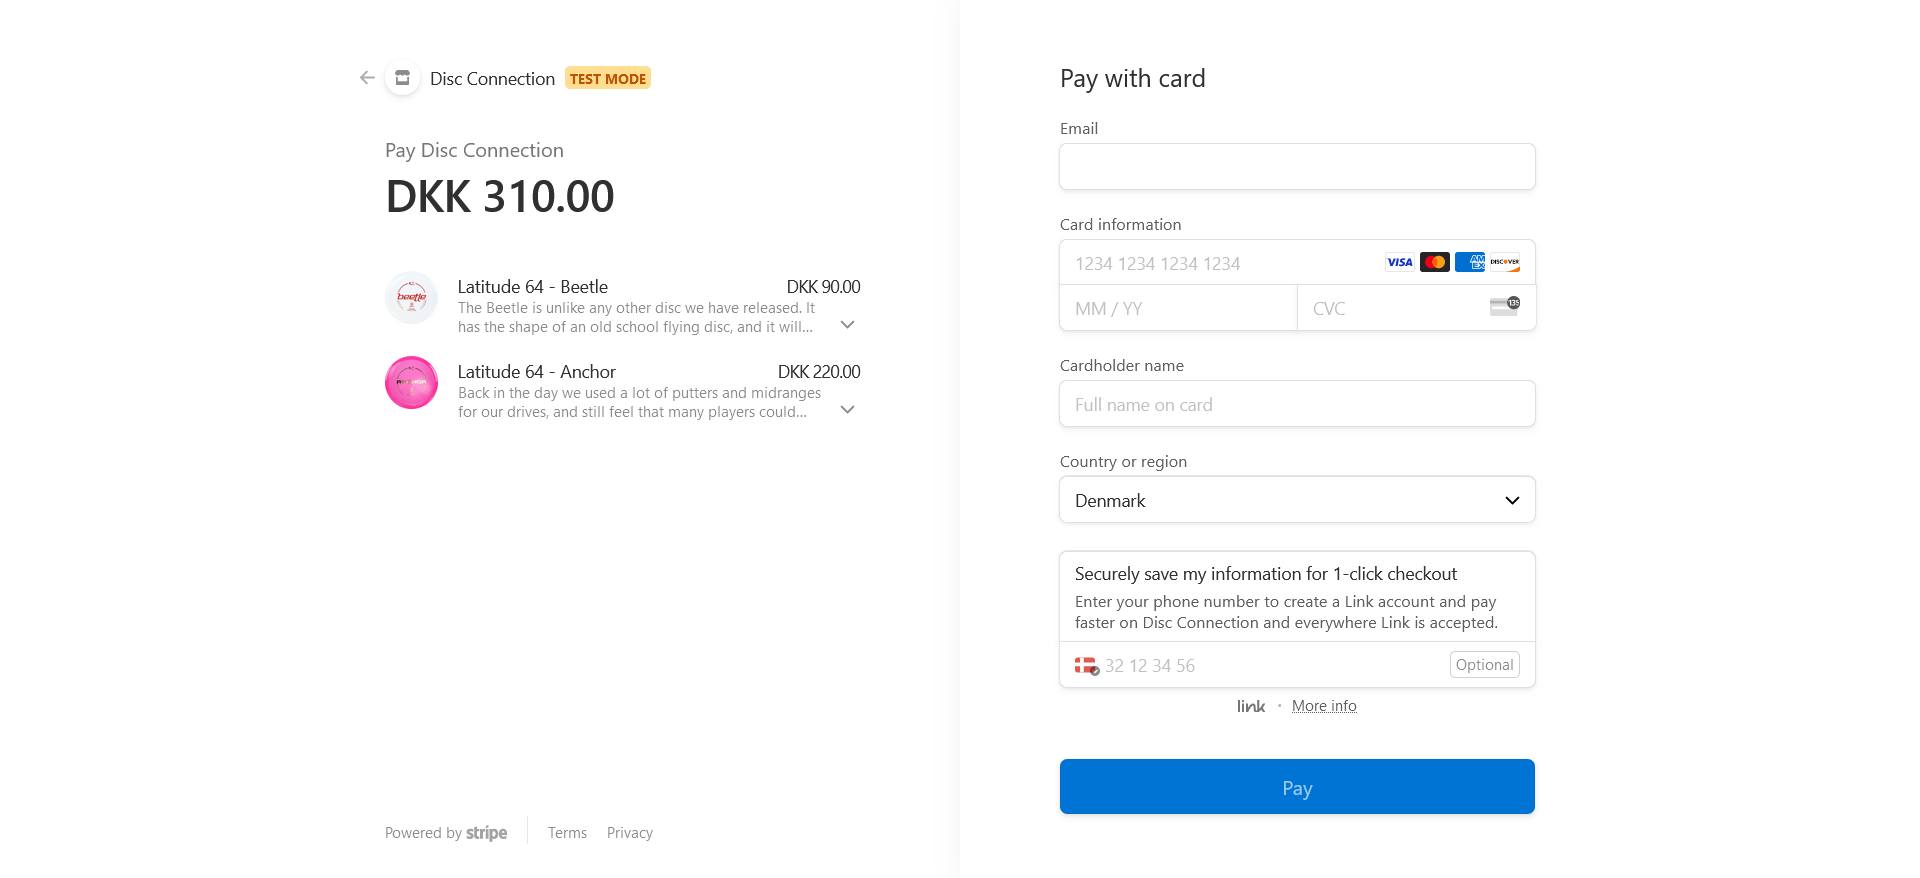 Disc Connection TEST MODE
Pay Disc Connection
DKK 310.00
beetle
Latitude 64 - Beetle DKK 90.00
The Beetle is unlike any other disc we have released. It
has the shape of an old school flying disc, and it will...
Latitude 64 - Anchor DKK 220.00
Back in the day we used a lot of putters and midranges
for our drives, and still feel that many players could...
Powered by stripe Terms Privacy
Pay with card
Email
Card information
1234 1234 1234 1234 VISA AM EX DISCOVER
MM / YY CVC 135
Cardholder name
Full name on card
Country or region
Denmark
Securely save my information for 1-click checkout
Enter your phone number to create a Link account and pay
faster on Disc Connection and everywhere Link is accepted.
32 12 34 56 Optional
link • More info
Pay